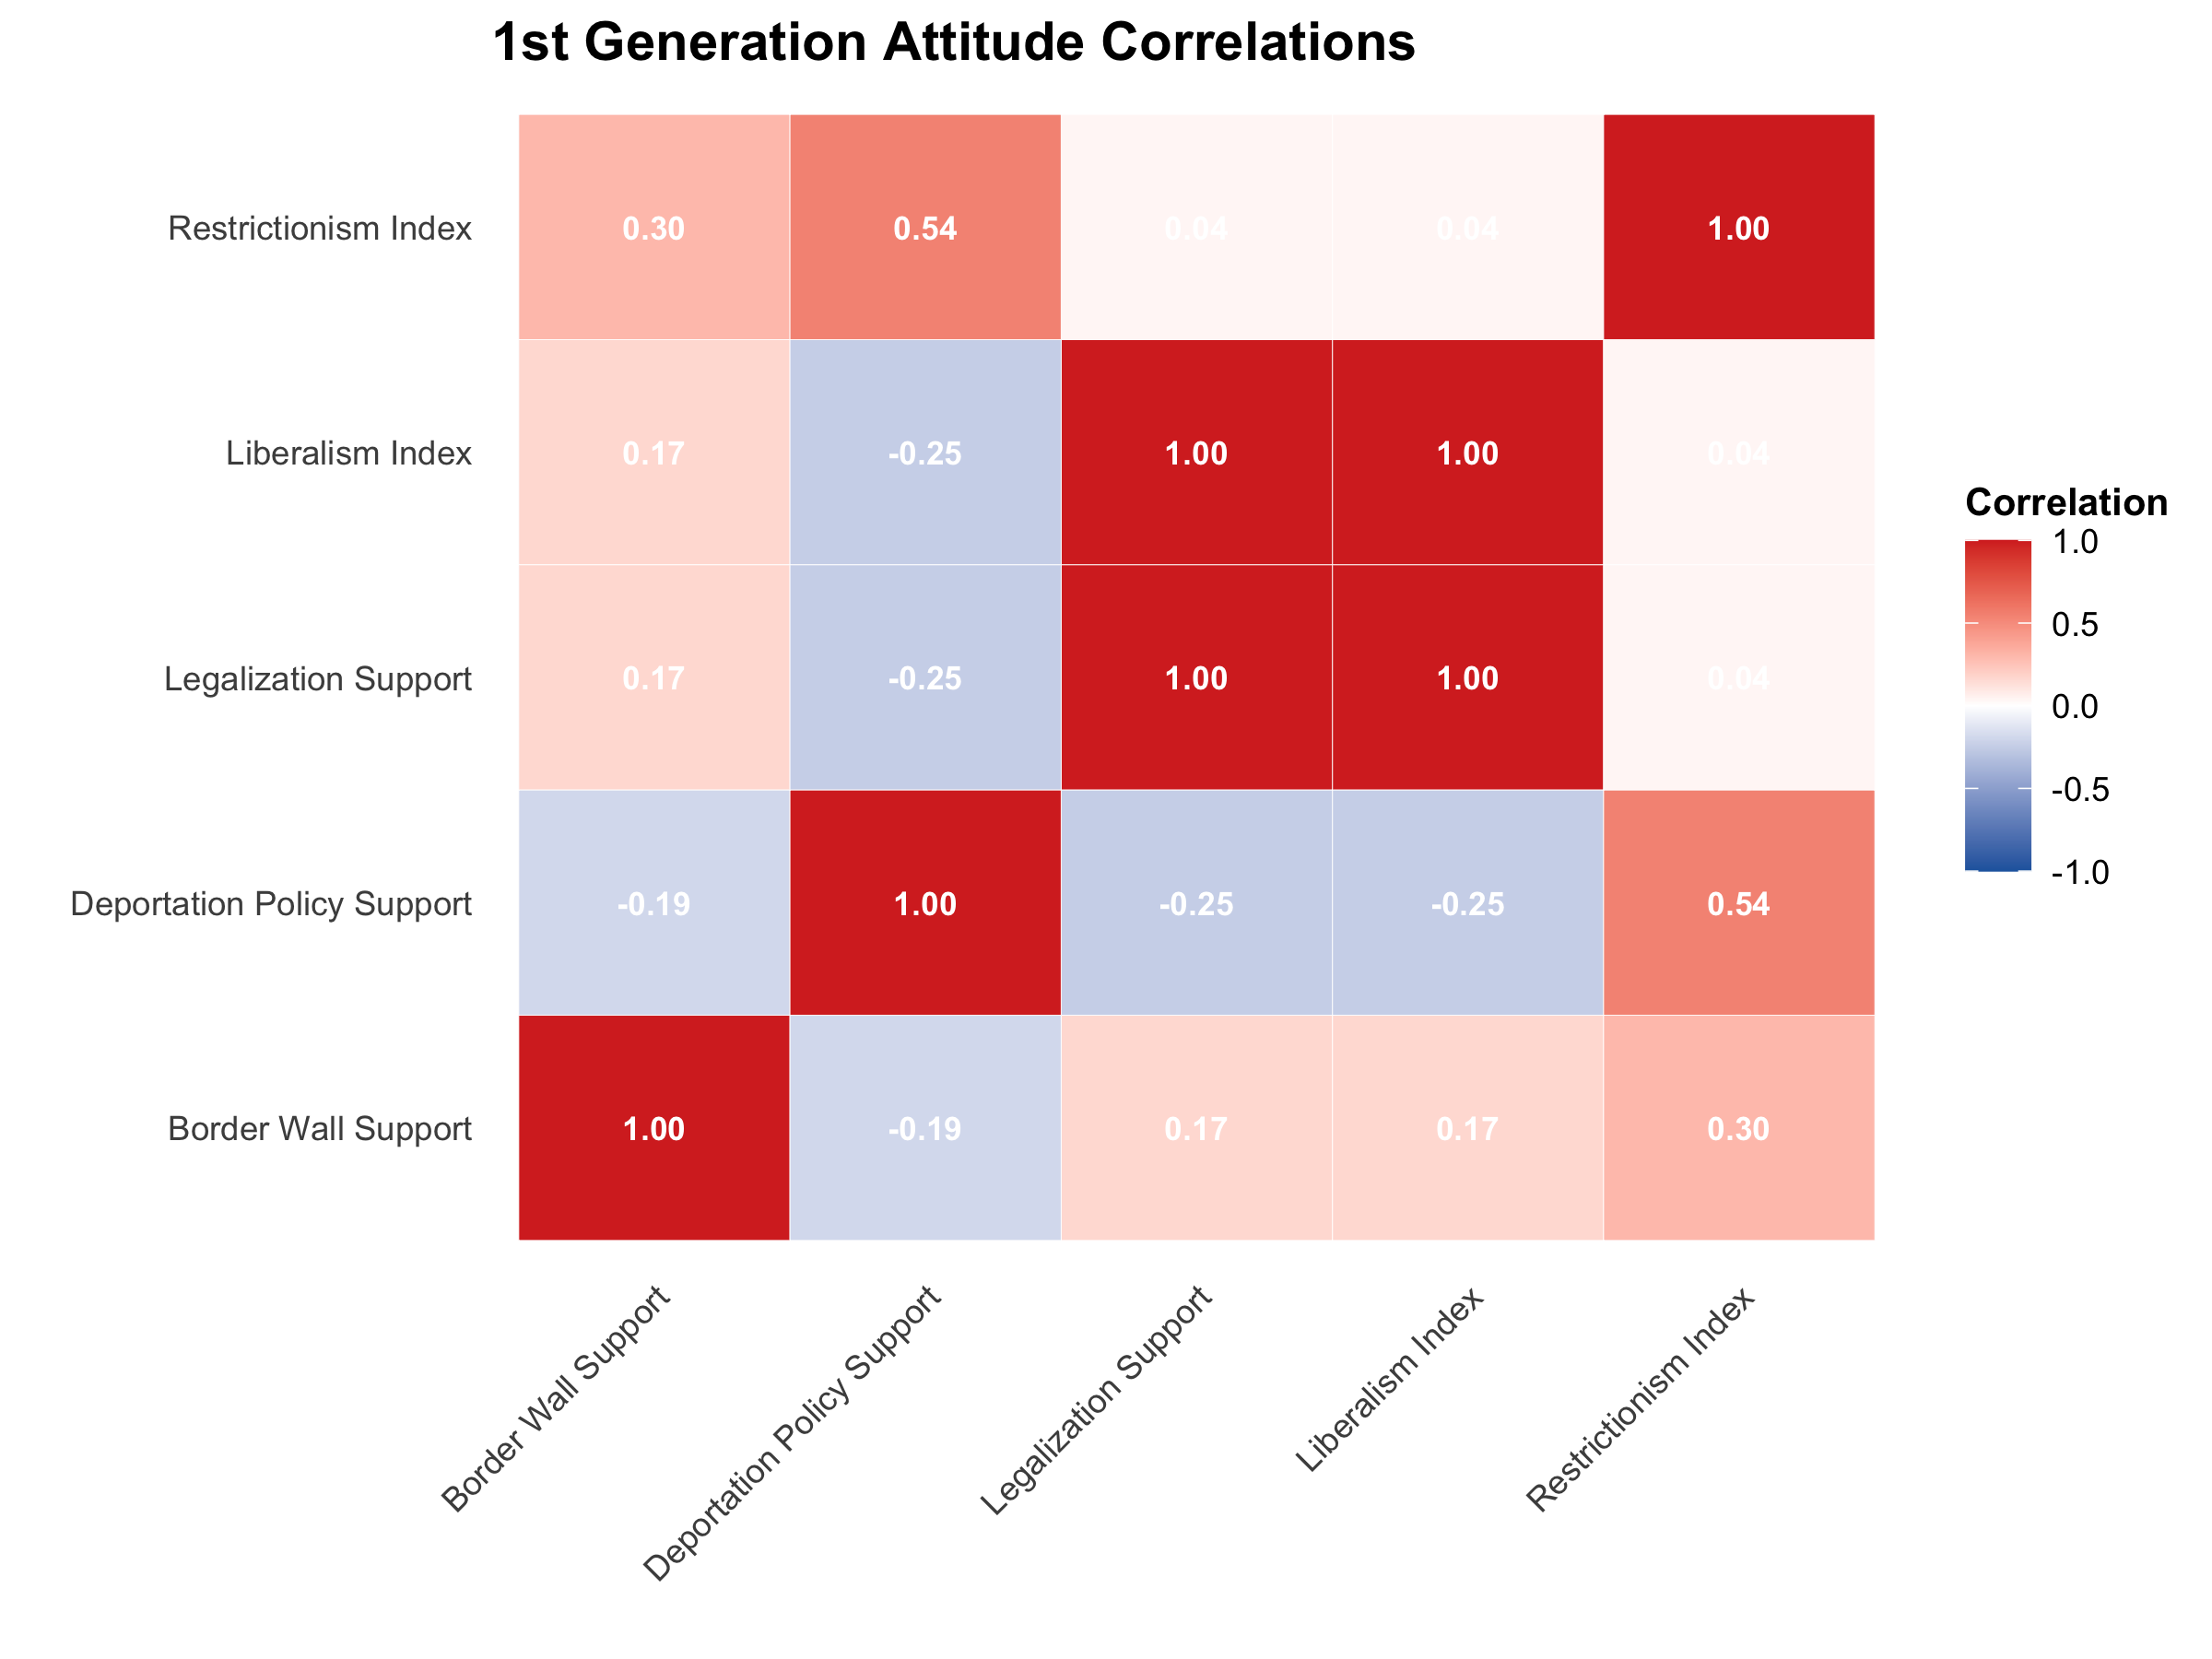 1st Generation Attitude Correlations
Restrictionism Index 0.30 0.54 0.04 0.04 1.00
Liberalism Index 0.17 -0.25 1.00 1.00 0.04
Legalization Support 0.17 -0.25 1.00 1.00 0.04
Deportation Policy Support -0.19 1.00 -0.25 -0.25 0.54
Border Wall Support 1.00 -0.19 0.17 0.17 0.30
Border Wall Support
Deportation Policy Support
Legalization Support
Liberalism Index
Restrictionism Index
Correlation
1.0
0.5
0.0
-0.5
-1.0